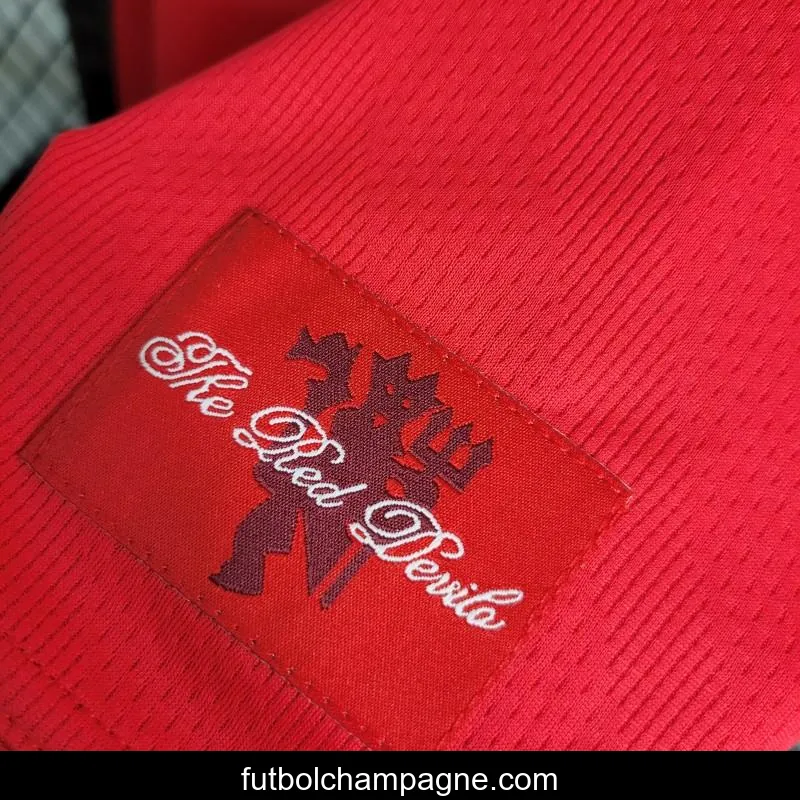 The Red Devils
futbolchampagne.com